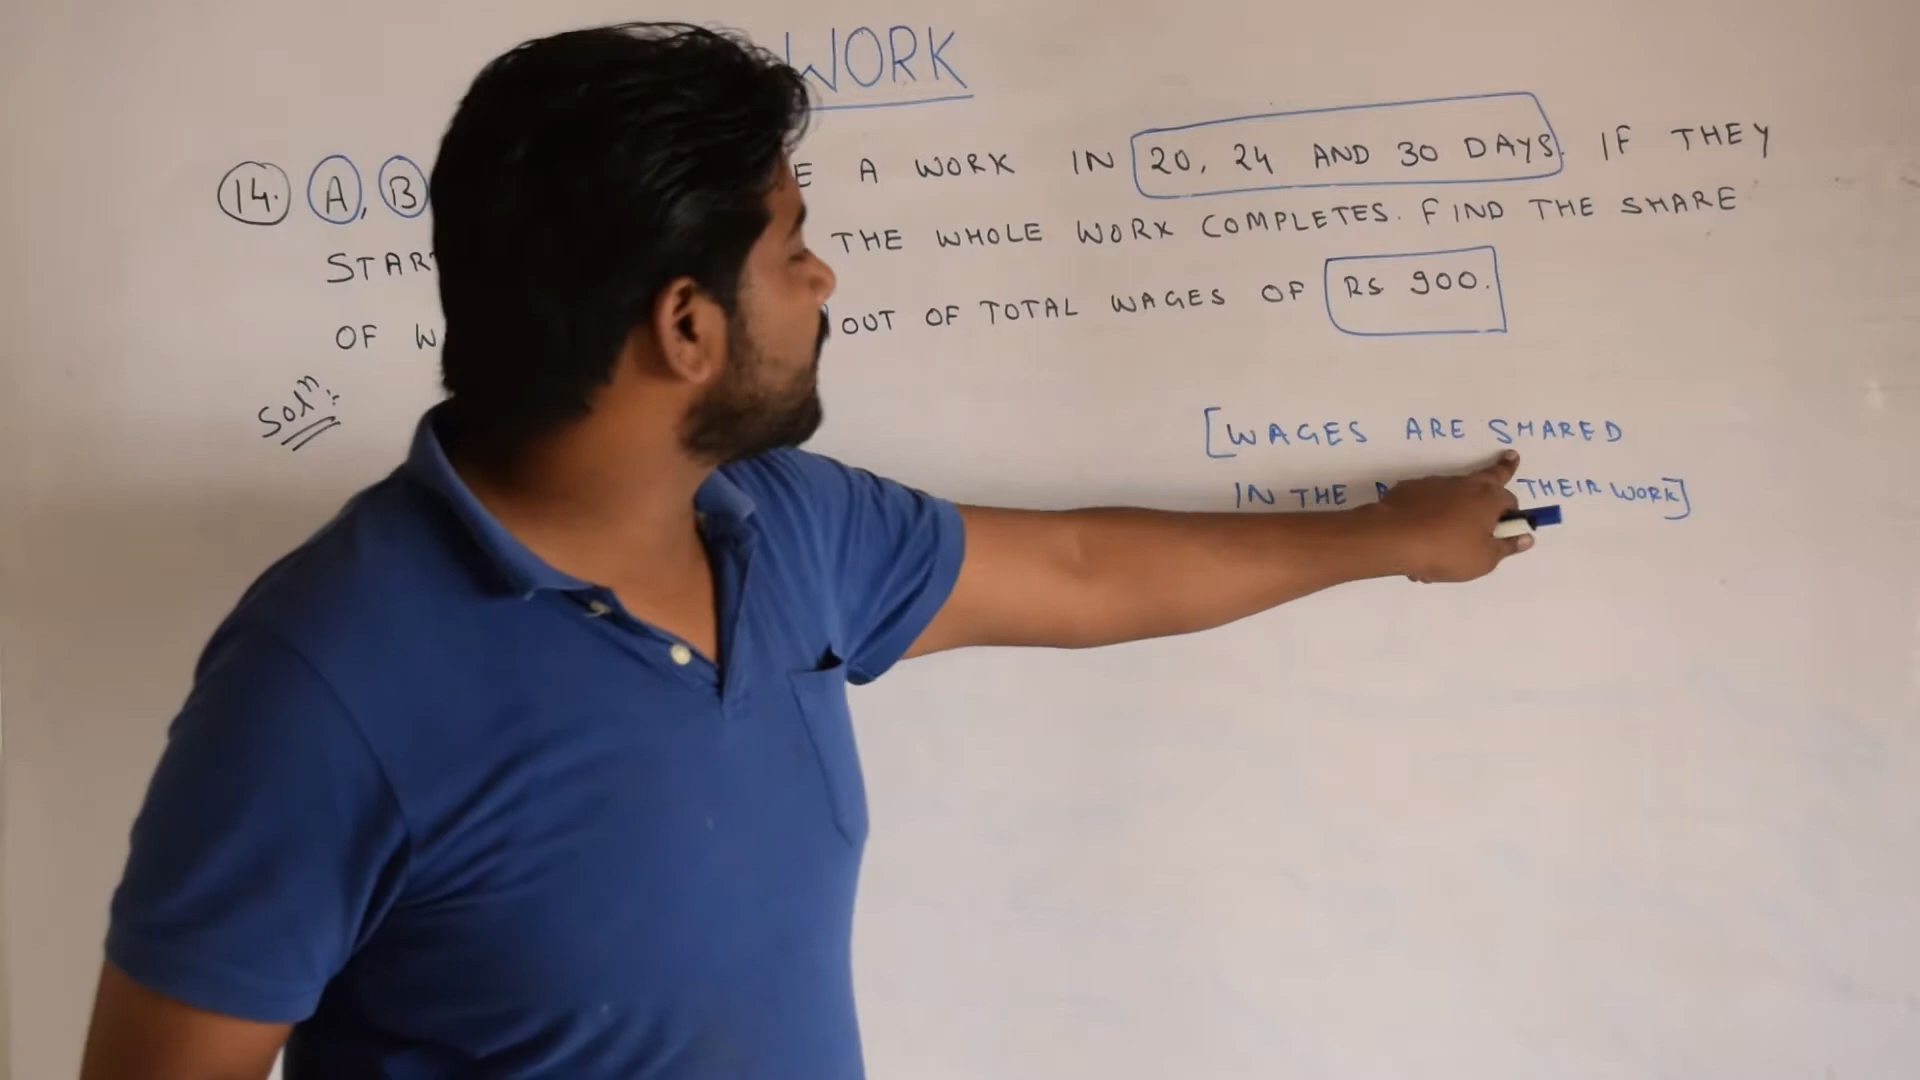 WORK
14. A, B E A WORK IN 20, 24 AND 30 DAYS. IF THEY
START THE WHOLE WORK COMPLETES. FIND THE SHARE
OF W OUT OF TOTAL WAGES OF RS 900.
Solⁿ:
[WAGES ARE SHARED
IN THE THEIR WORK]